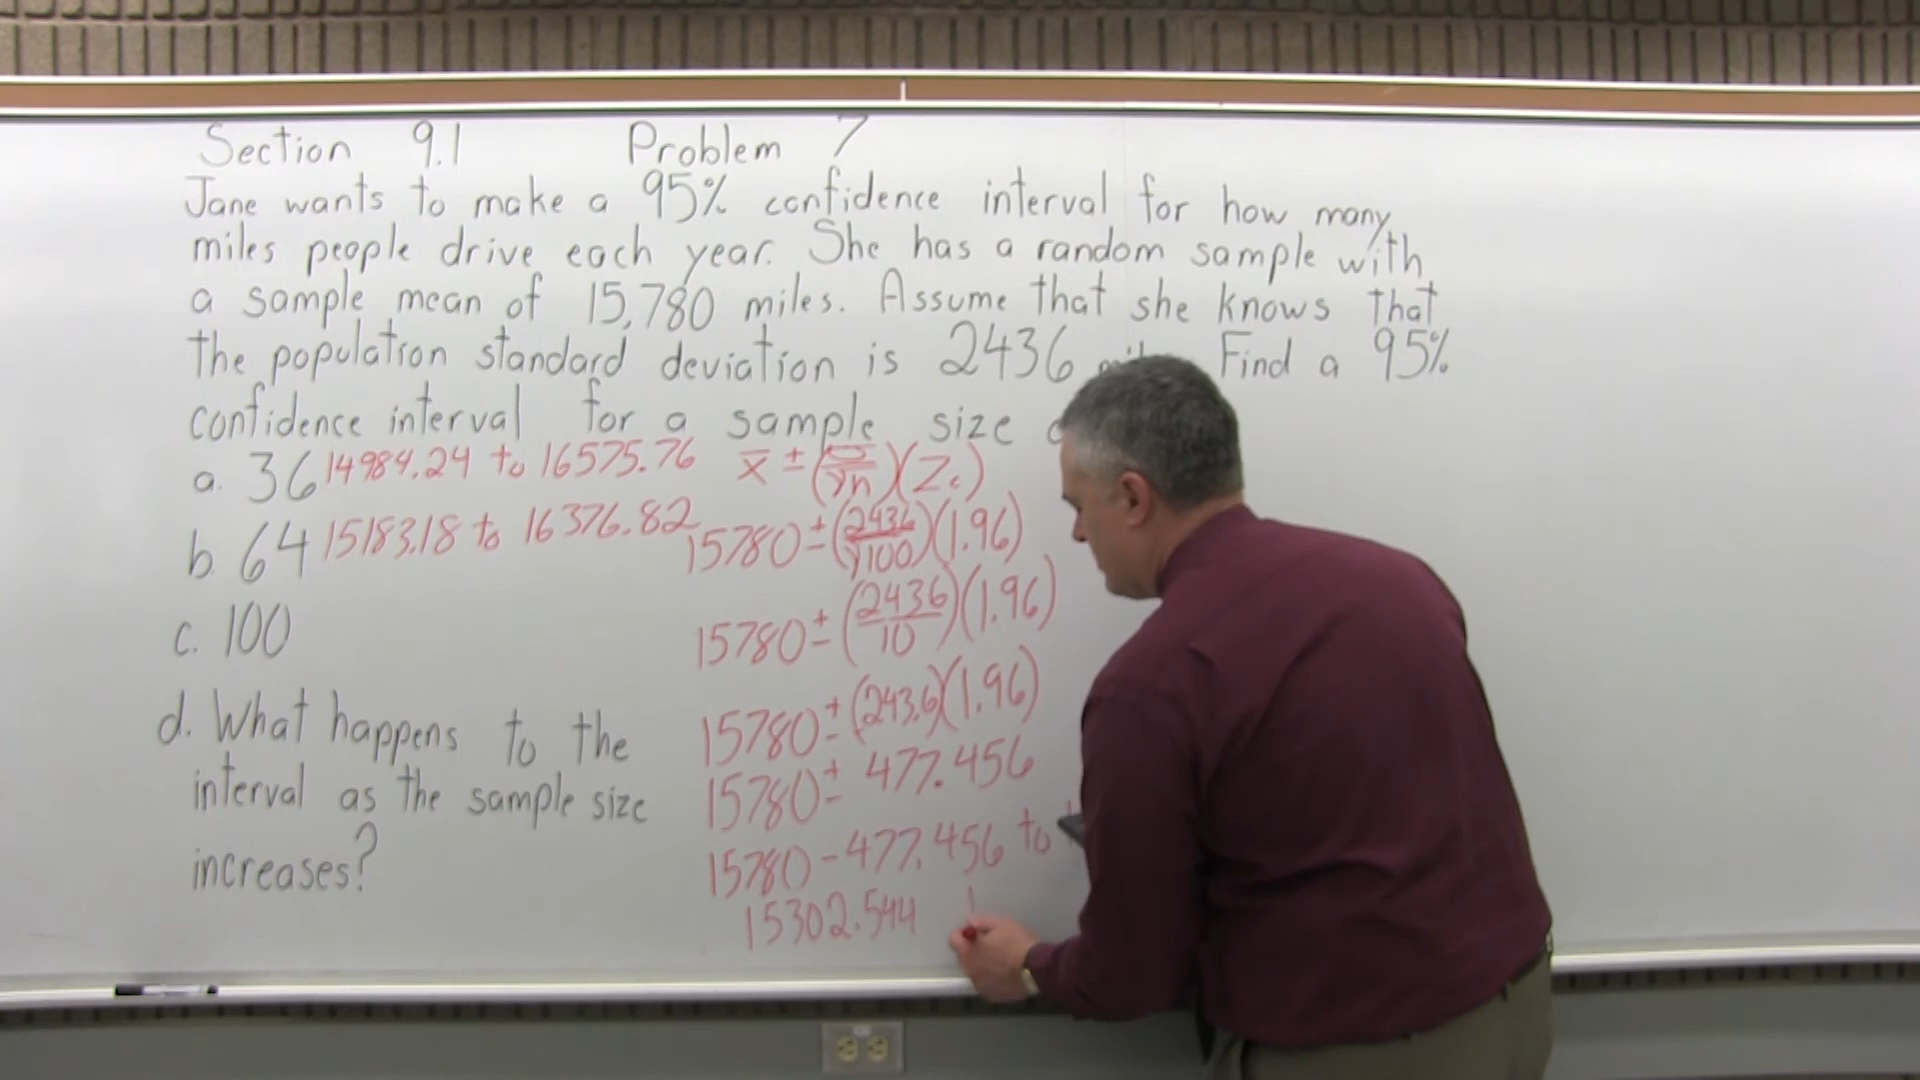 Section 9.1 Problem 7
Jane wants to make a 95% confidence interval for how many
miles people drive each year. She has a random sample with
a sample mean of 15,780 miles. Assume that she knows that
the population standard deviation is 2436 Find a 95%
confidence interval for a sample size
a. 36 14984.24 to 16575.76 x̄ ± (σ/√n)(Zc)
b. 64 15183.18 to 16376.82 15780 ± (2436/√100)(1.96)
15780 ± (2436/10)(1.96)
c. 100
15780 ± (243.6)(1.96)
d. What happens to the
15780 ± 477.456
interval as the sample size
15780 - 477.456 to
increases?
15302.544